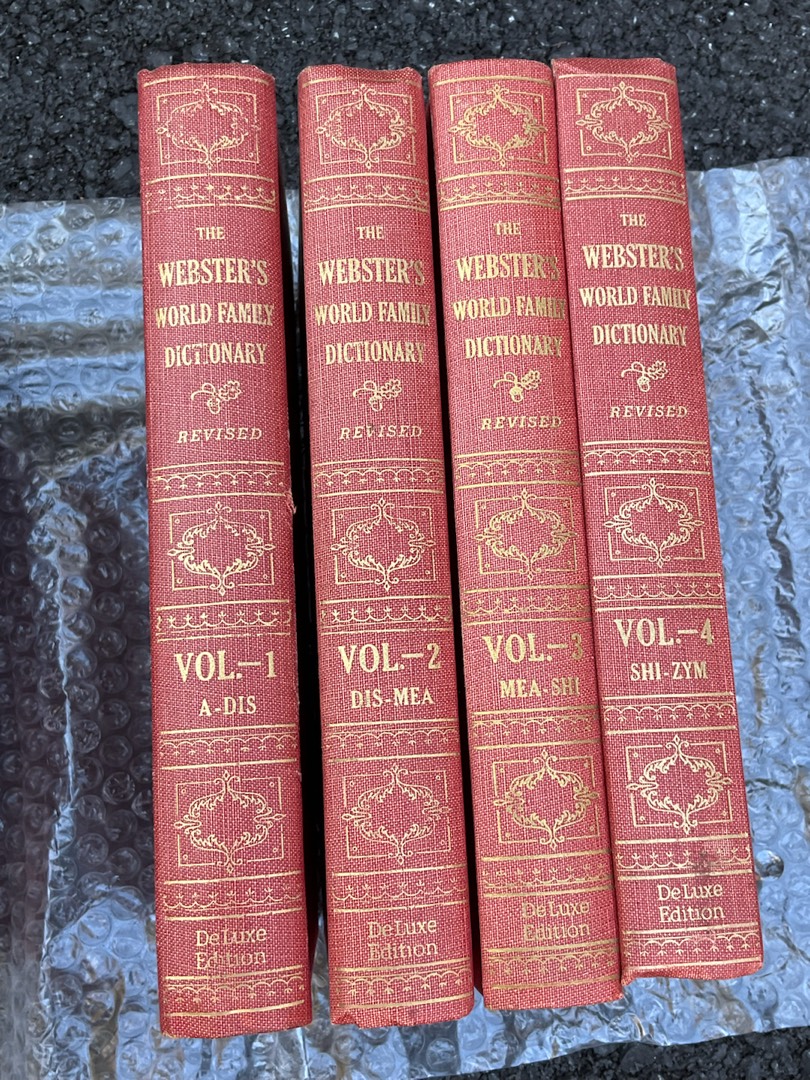 THE
WEBSTER'S
WORLD FAMILY
DICTIONARY
REVISED
VOL.—1
A-DIS
DeLuxe
Edition
THE
WEBSTER'S
WORLD FAMILY
DICTIONARY
REVISED
VOL.—2
DIS-MEA
DeLuxe
Edition
THE
WEBSTER'S
WORLD FAMILY
DICTIONARY
REVISED
VOL.—3
MEA-SHI
DeLuxe
Edition
THE
WEBSTER'S
WORLD FAMILY
DICTIONARY
REVISED
VOL.—4
SHI-ZYM
DeLuxe
Edition